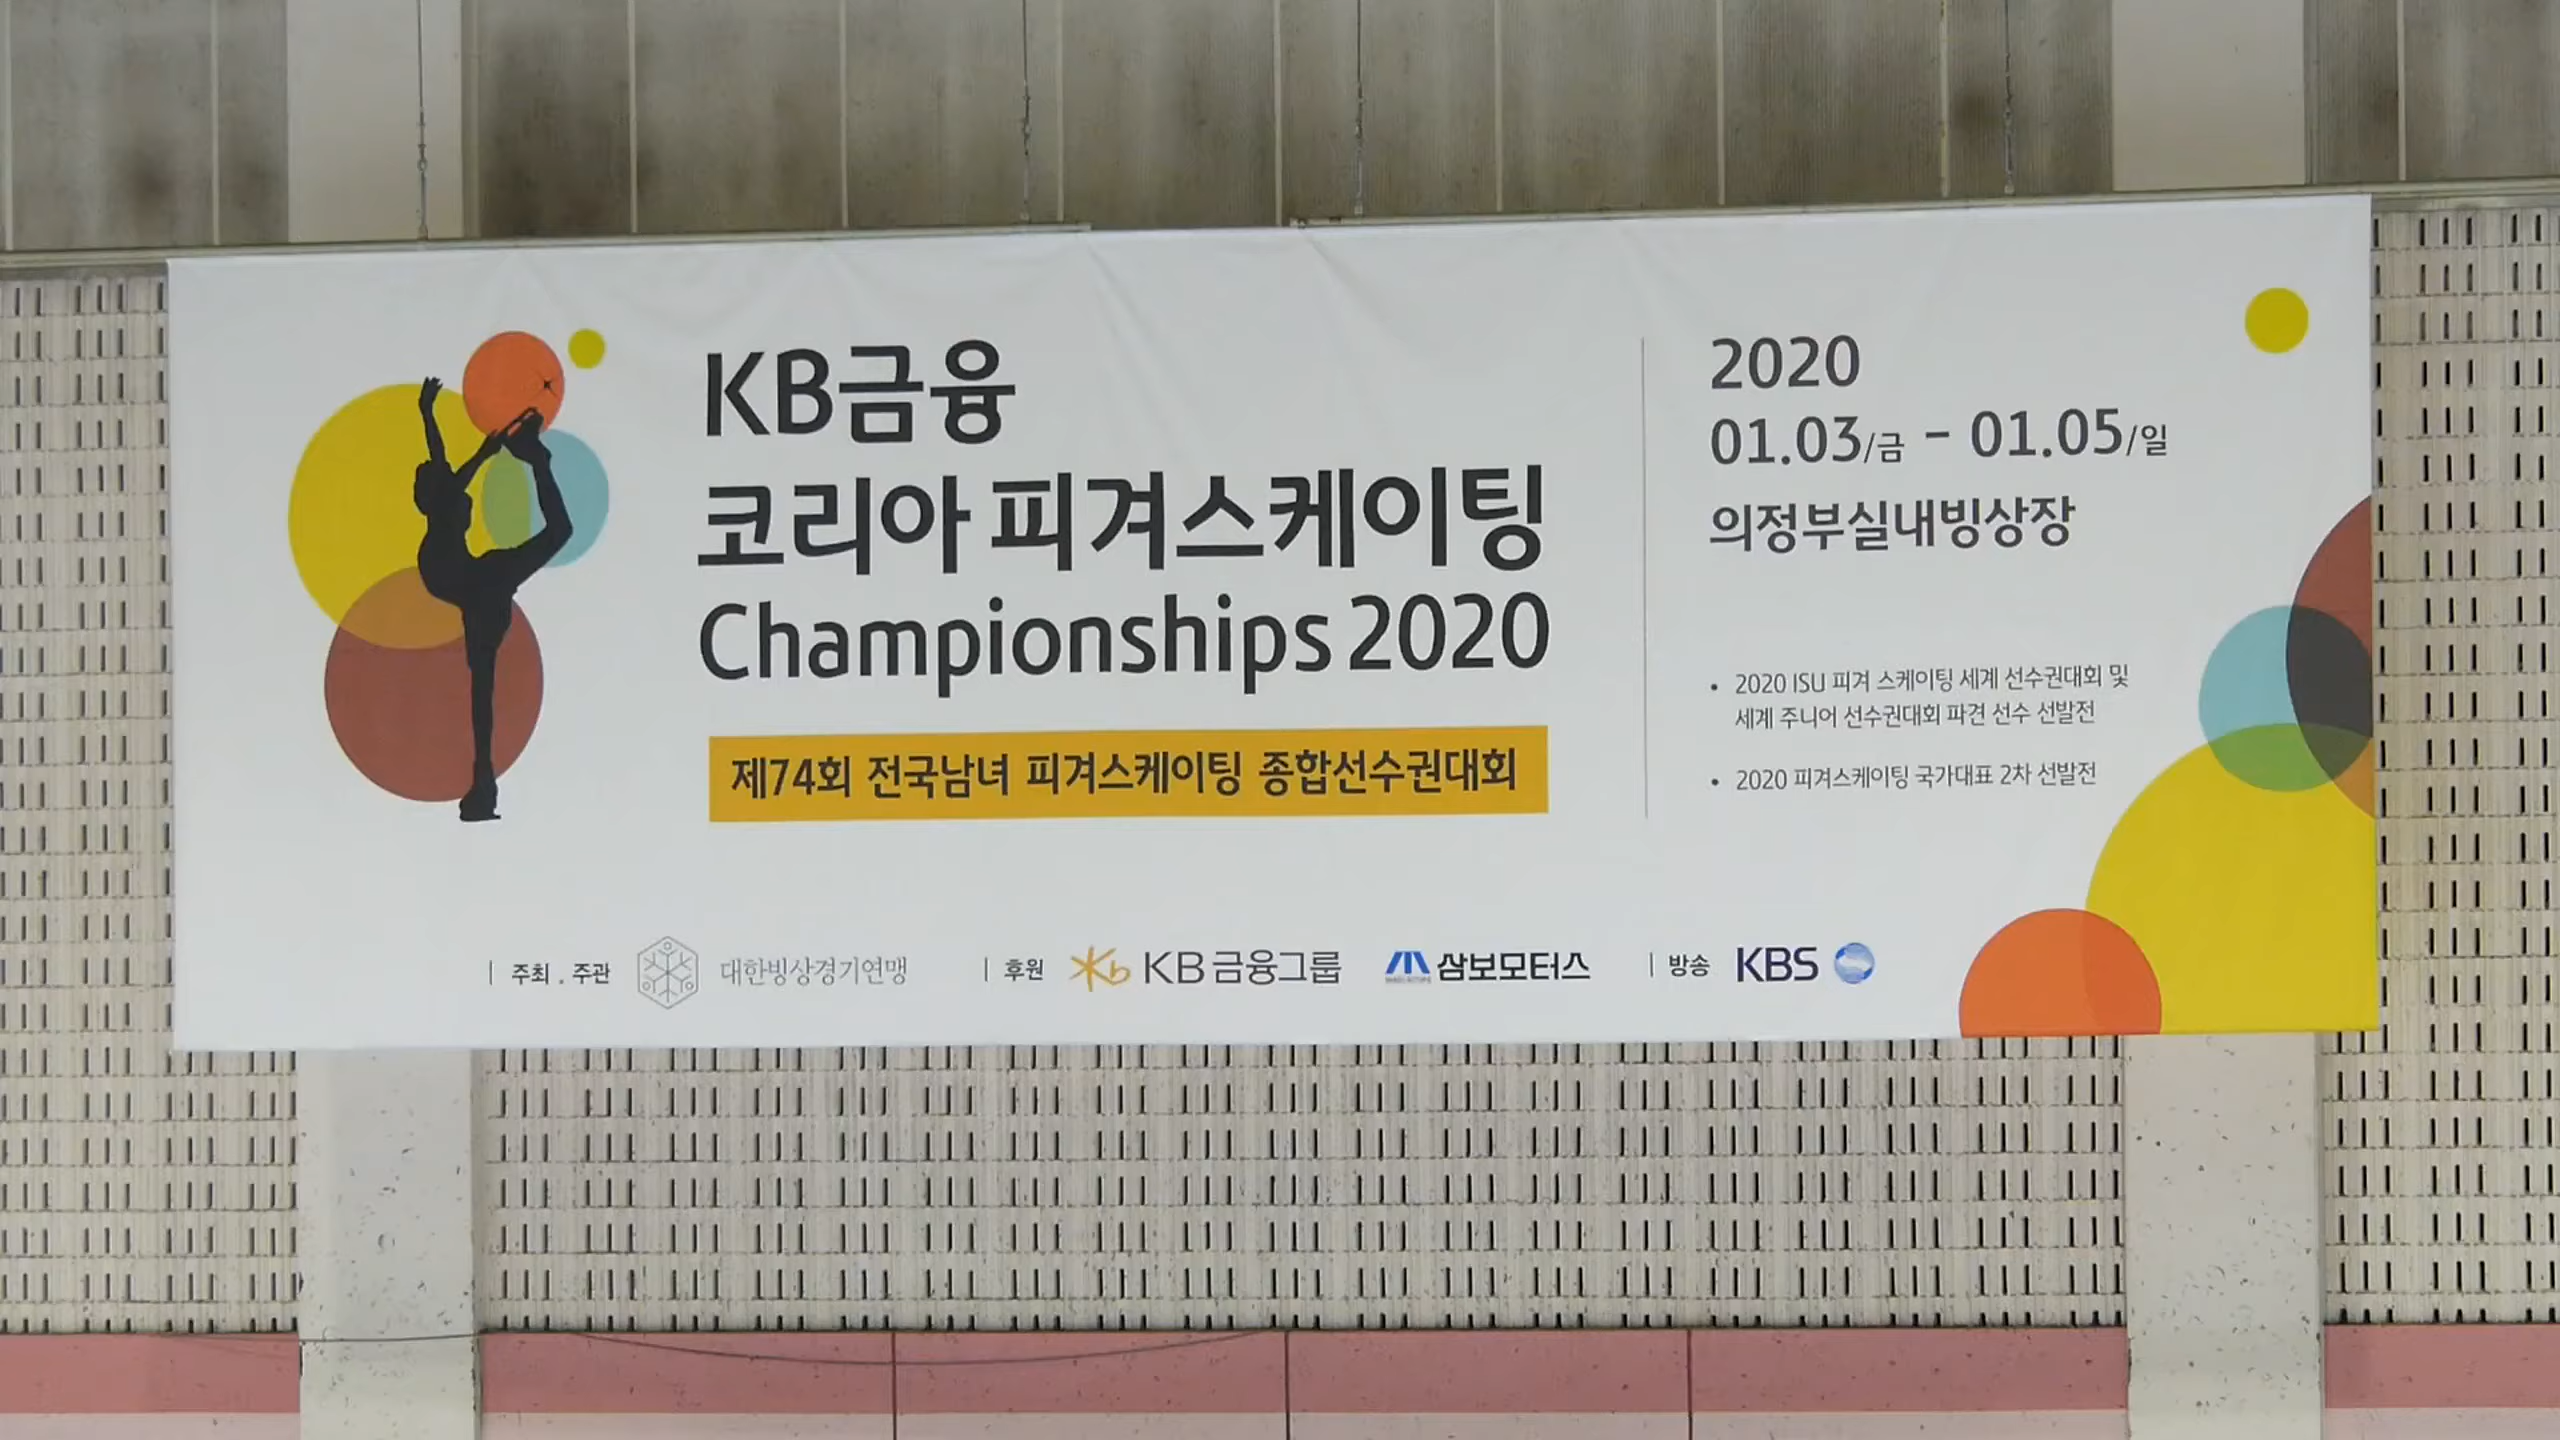 KB금융
코리아 피겨스케이팅
Championships 2020
제74회 전국남녀 피겨스케이팅 종합선수권대회
2020
01.03/금 - 01.05/일
의정부실내빙상장
• 2020 ISU 피겨 스케이팅 세계 선수권대회 및
세계 주니어 선수권대회 파견 선수 선발전
• 2020 피겨스케이팅 국가대표 2차 선발전
| 주최 . 주관 대한빙상경기연맹 | 후원 Kb KB금융그룹 삼보모터스 | 방송 KBS